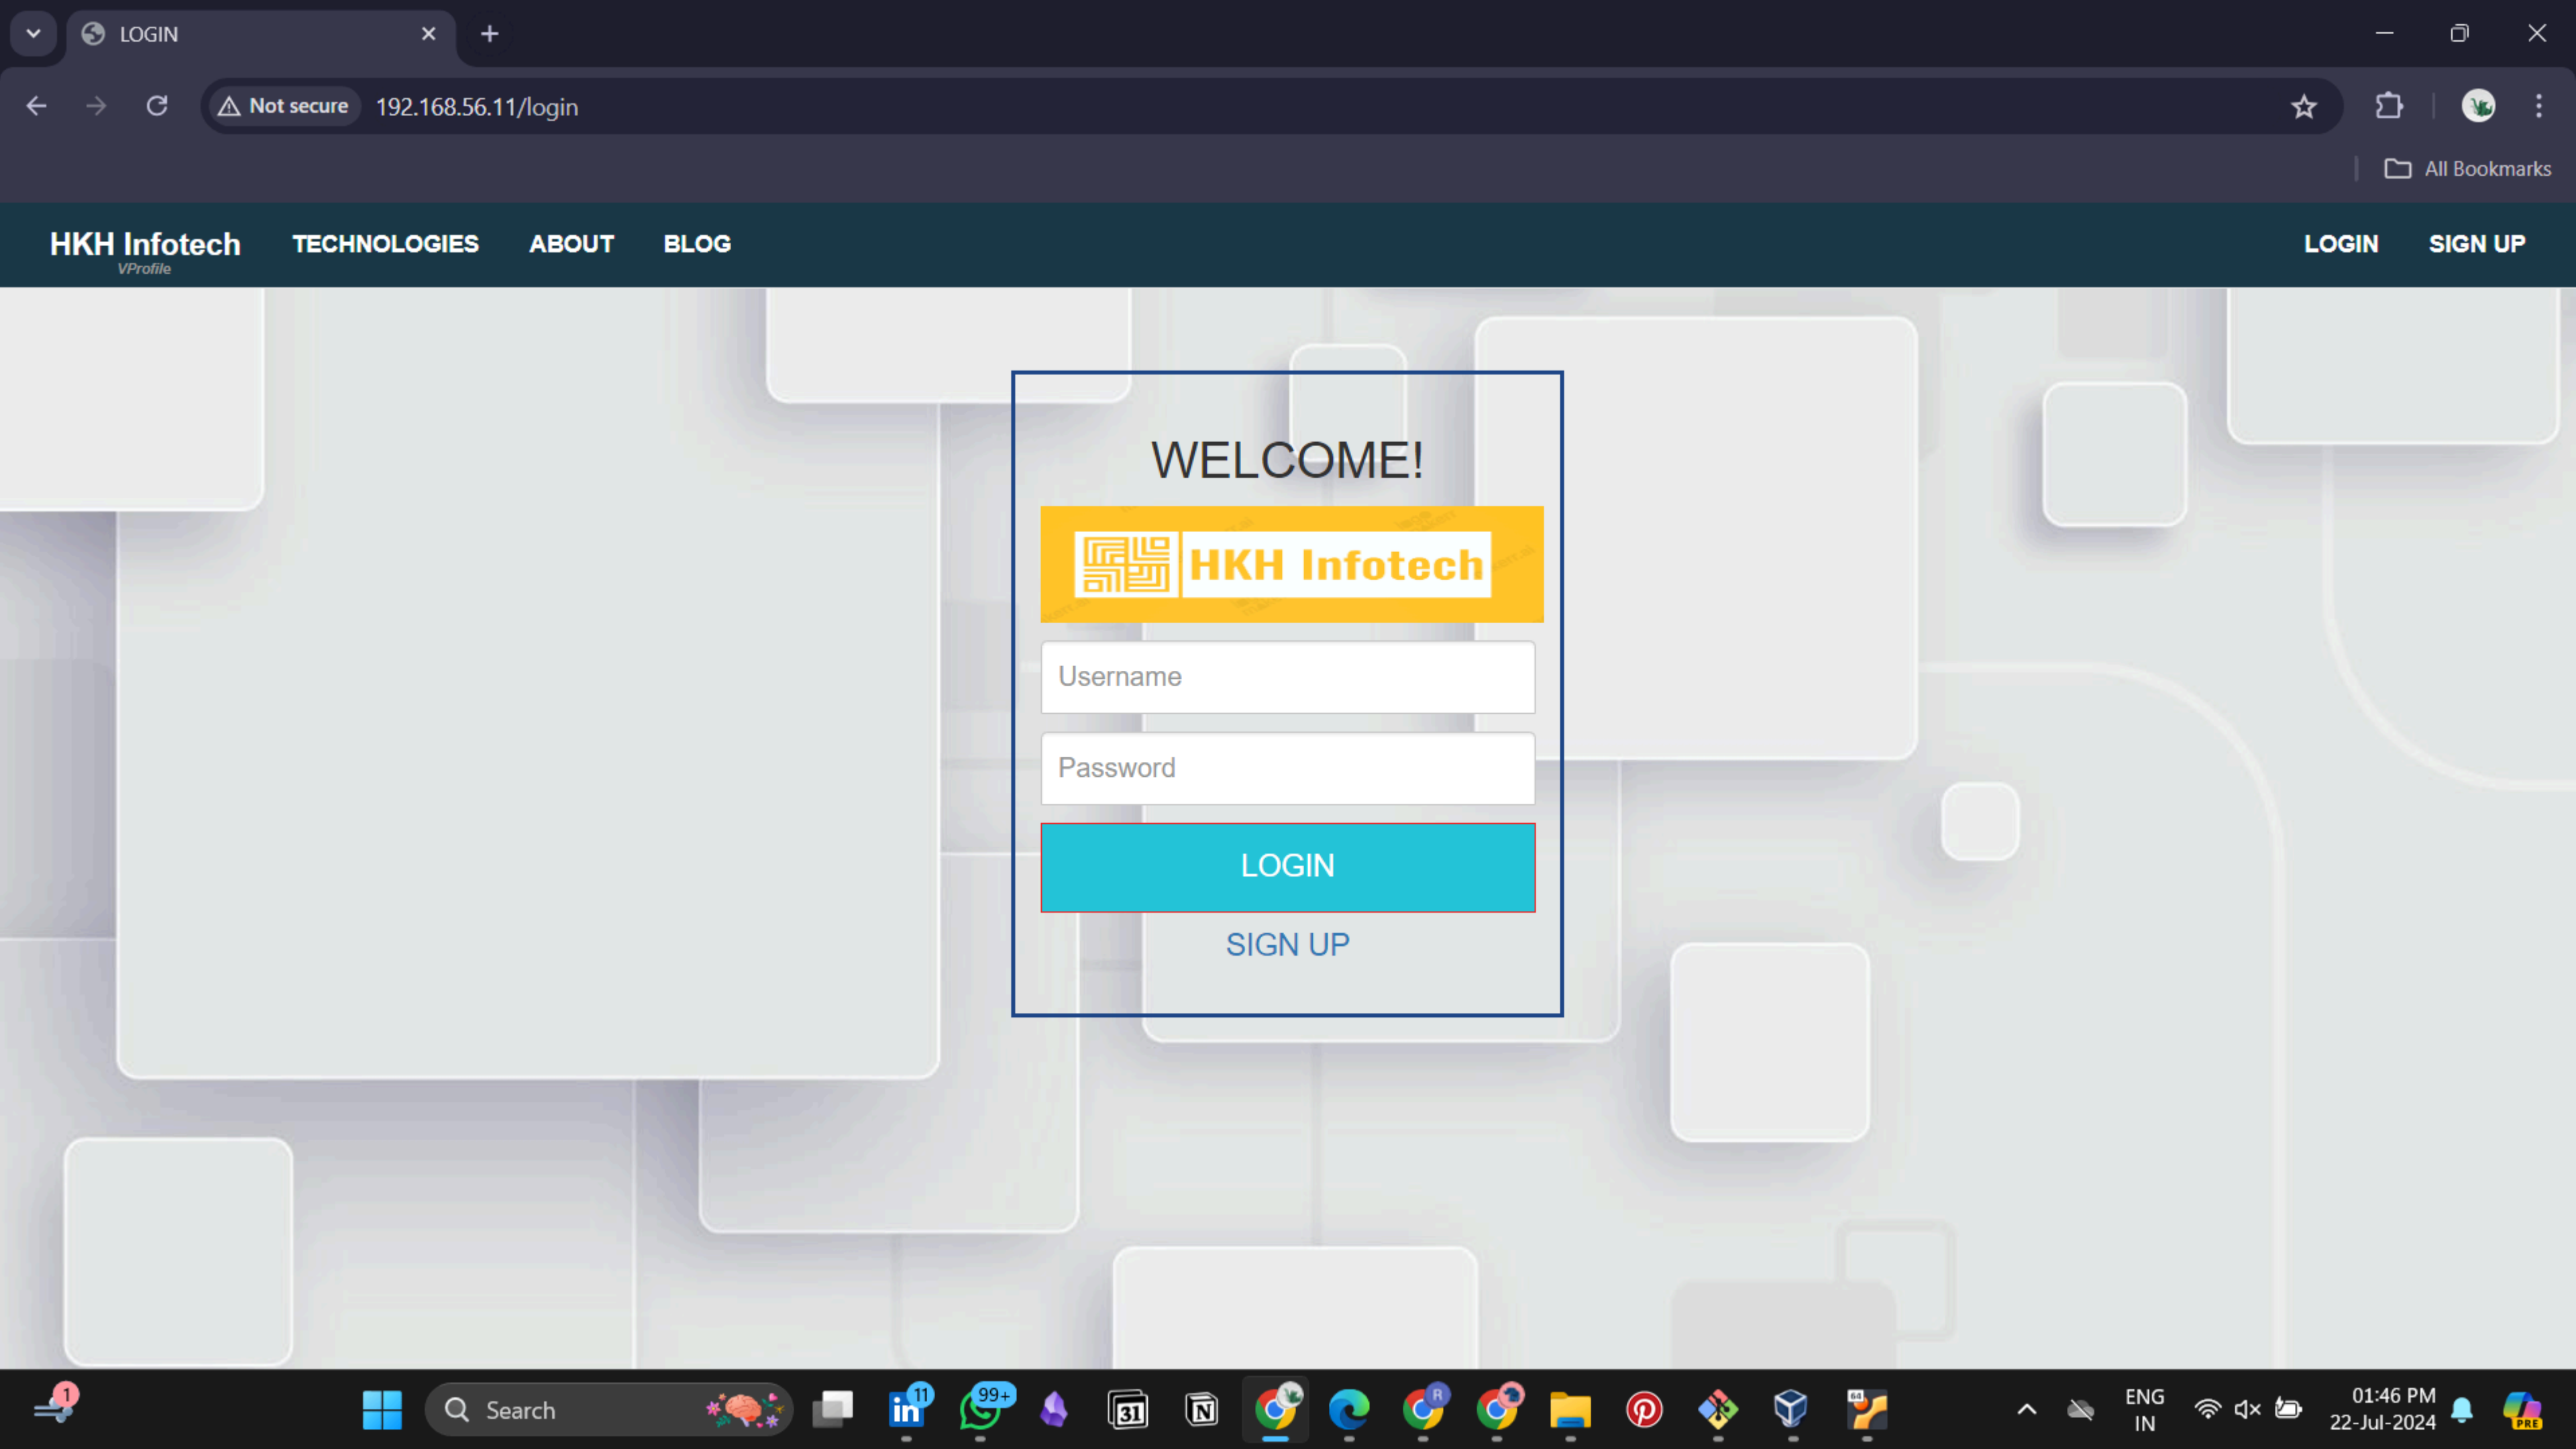 LOGIN
Not secure
192.168.56.11/login
All Bookmarks
HKH Infotech
VProfile
TECHNOLOGIES
ABOUT
BLOG
LOGIN
SIGN UP
WELCOME!
HKH Infotech
Username
Password
LOGIN
SIGN UP
1
Search
11
99+
31
R
64
ENG
IN
01:46 PM
22-Jul-2024
PRE